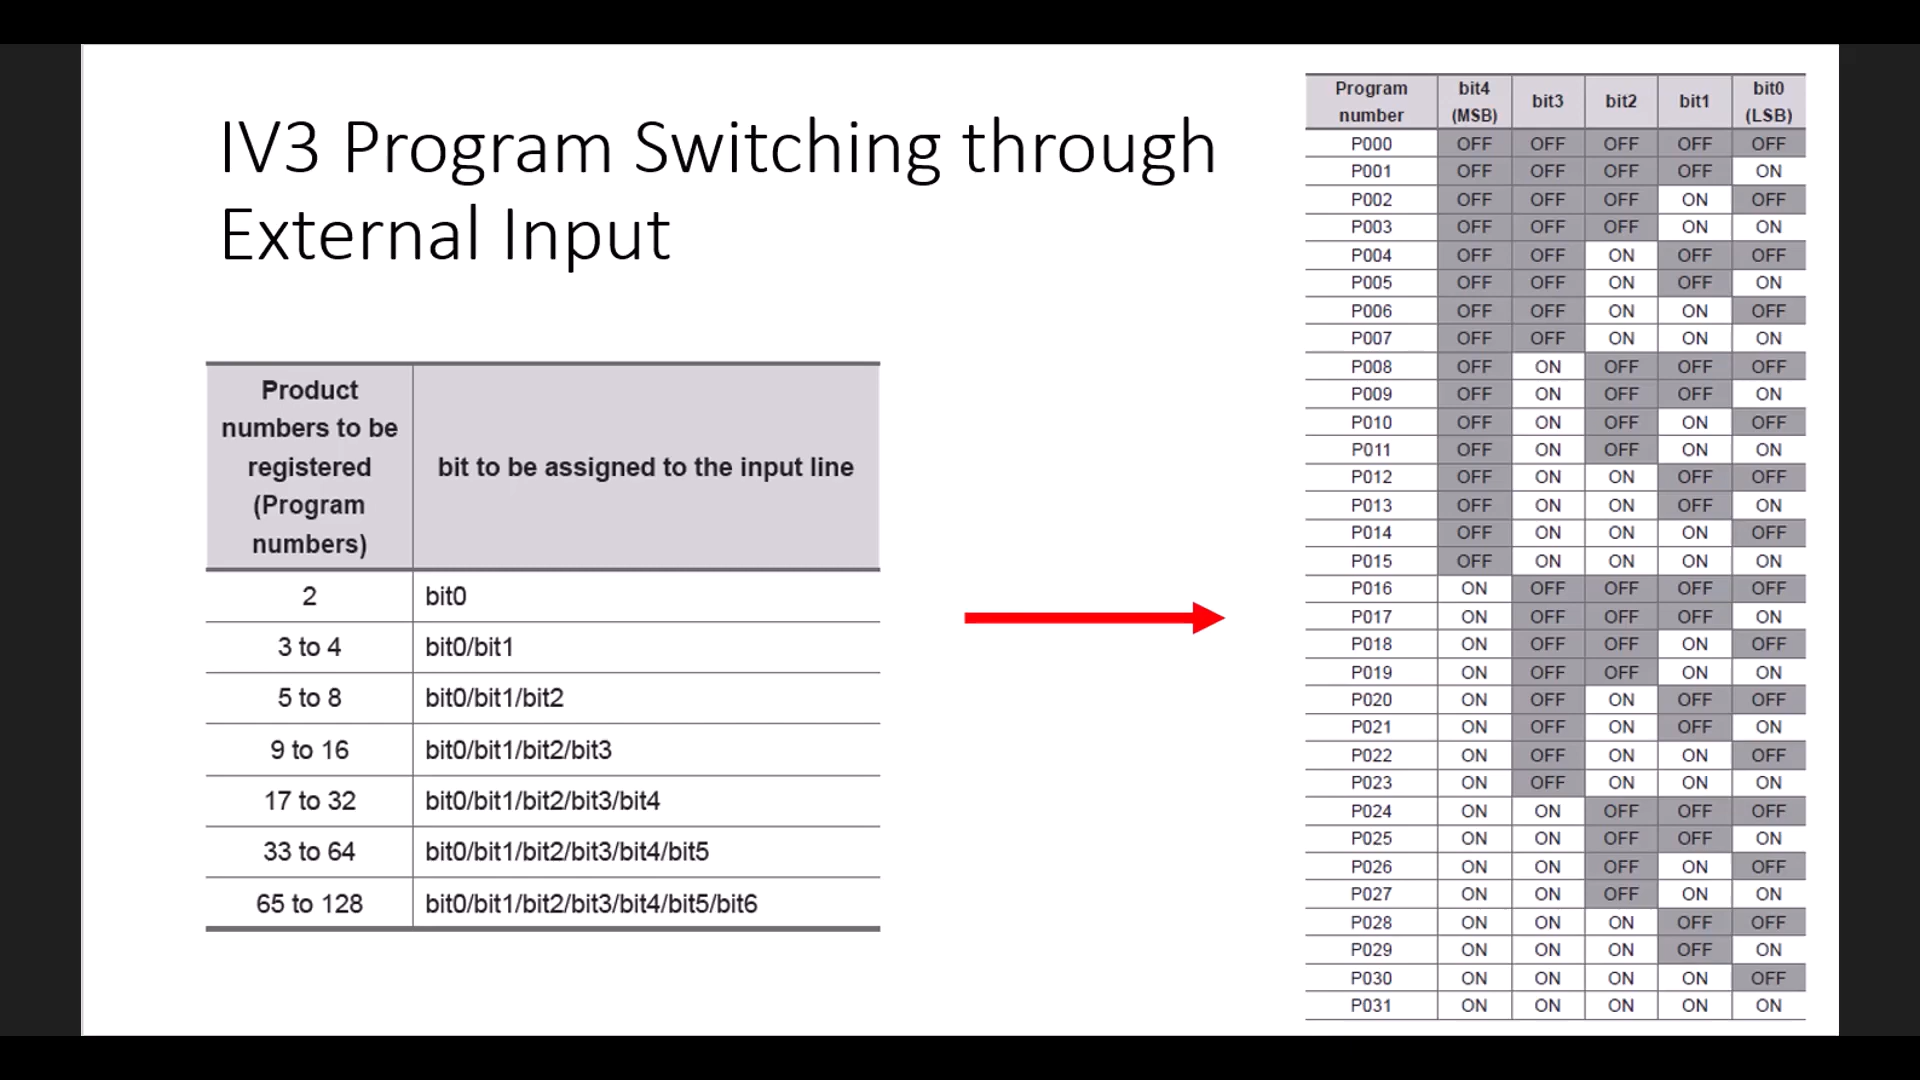 IV3 Program Switching through
External Input
Product
numbers to be
registered
(Program
numbers)
bit to be assigned to the input line
2 bit0
3 to 4 bit0/bit1
5 to 8 bit0/bit1/bit2
9 to 16 bit0/bit1/bit2/bit3
17 to 32 bit0/bit1/bit2/bit3/bit4
33 to 64 bit0/bit1/bit2/bit3/bit4/bit5
65 to 128 bit0/bit1/bit2/bit3/bit4/bit5/bit6
Program number bit4 (MSB) bit3 bit2 bit1 bit0 (LSB)
P000 OFF OFF OFF OFF OFF
P001 OFF OFF OFF OFF ON
P002 OFF OFF OFF ON OFF
P003 OFF OFF OFF ON ON
P004 OFF OFF ON OFF OFF
P005 OFF OFF ON OFF ON
P006 OFF OFF ON ON OFF
P007 OFF OFF ON ON ON
P008 OFF ON OFF OFF OFF
P009 OFF ON OFF OFF ON
P010 OFF ON OFF ON OFF
P011 OFF ON OFF ON ON
P012 OFF ON ON OFF OFF
P013 OFF ON ON OFF ON
P014 OFF ON ON ON OFF
P015 OFF ON ON ON ON
P016 ON OFF OFF OFF OFF
P017 ON OFF OFF OFF ON
P018 ON OFF OFF ON OFF
P019 ON OFF OFF ON ON
P020 ON OFF ON OFF OFF
P021 ON OFF ON OFF ON
P022 ON OFF ON ON OFF
P023 ON OFF ON ON ON
P024 ON ON OFF OFF OFF
P025 ON ON OFF OFF ON
P026 ON ON OFF ON OFF
P027 ON ON OFF ON ON
P028 ON ON ON OFF OFF
P029 ON ON ON OFF ON
P030 ON ON ON ON OFF
P031 ON ON ON ON ON